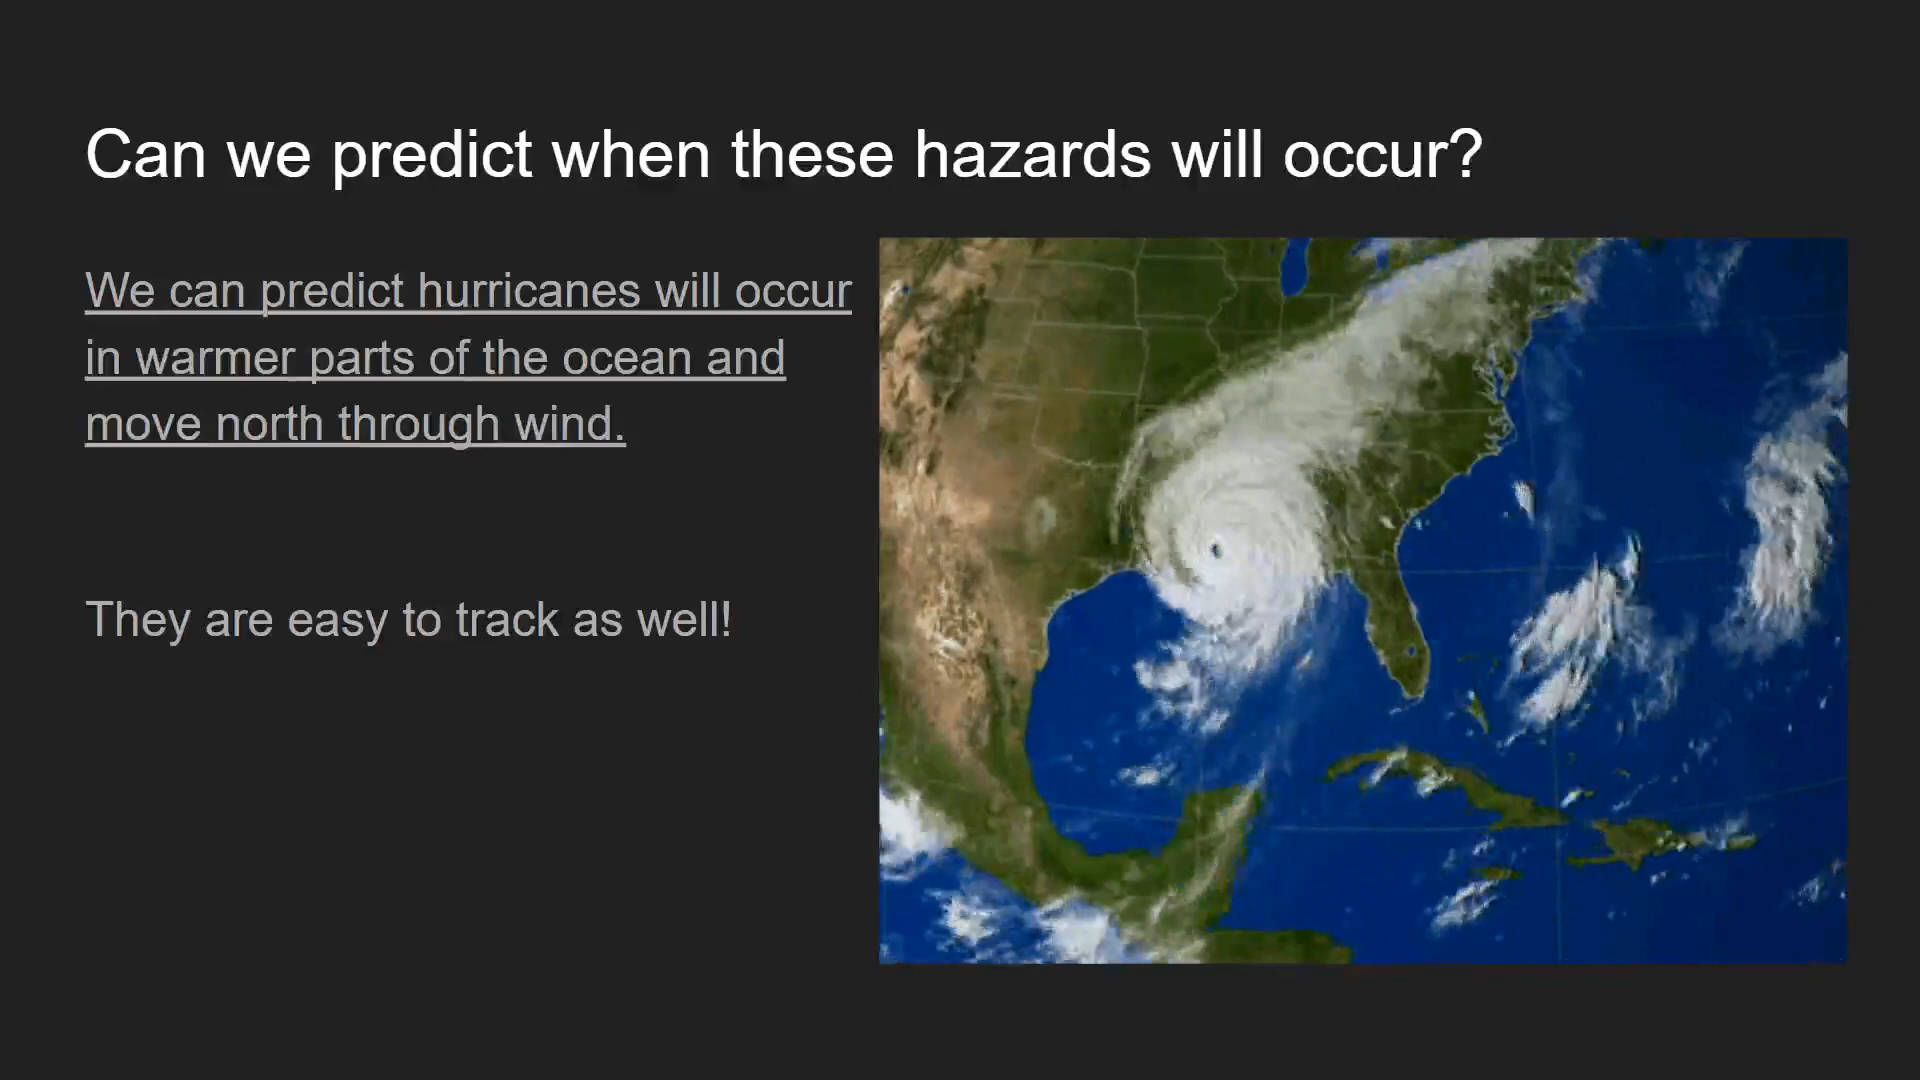 Can we predict when these hazards will occur?
We can predict hurricanes will occur
in warmer parts of the ocean and
move north through wind.
They are easy to track as well!